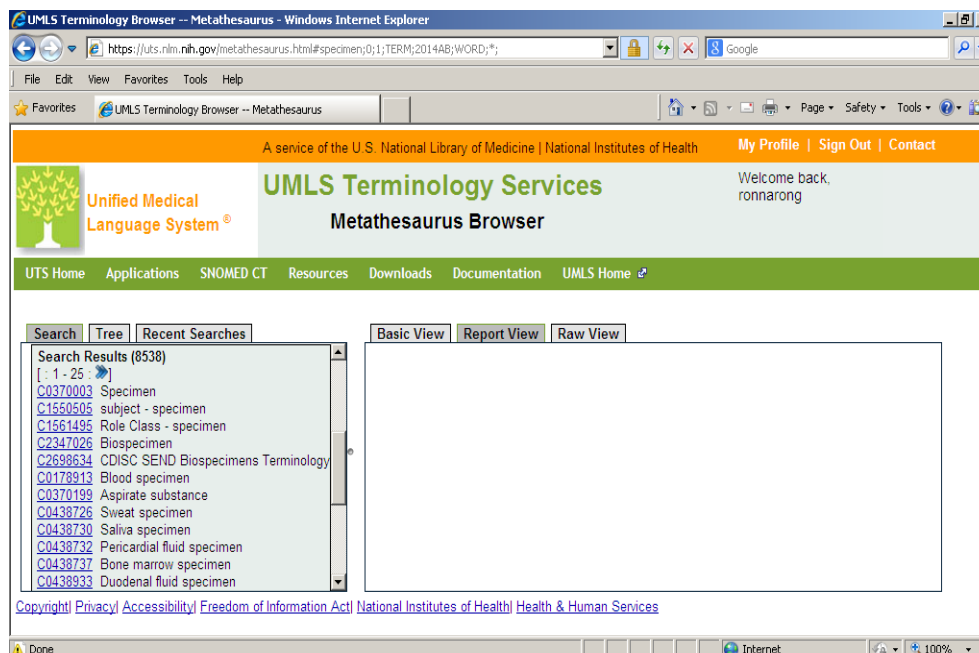 UMLS Terminology Browser -- Metathesaurus - Windows Internet Explorer
https://uts.nlm.nih.gov/metathesaurus.html#specimen;0;1;TERM;2014AB;WORD;*;
Google
File Edit View Favorites Tools Help
Favorites UMLS Terminology Browser -- Metathesaurus Page Safety Tools
A service of the U.S. National Library of Medicine | National Institutes of Health My Profile | Sign Out | Contact
Unified Medical
Language System ®
UMLS Terminology Services
Metathesaurus Browser
Welcome back,
ronnarong
UTS Home Applications SNOMED CT Resources Downloads Documentation UMLS Home
Search Tree Recent Searches Basic View Report View Raw View
Search Results (8538)
[ : 1 - 25 : ]
C0370003 Specimen
C1550505 subject - specimen
C1561495 Role Class - specimen
C2347026 Biospecimen
C2698634 CDISC SEND Biospecimens Terminology
C0178913 Blood specimen
C0370199 Aspirate substance
C0438726 Sweat specimen
C0438730 Saliva specimen
C0438732 Pericardial fluid specimen
C0438737 Bone marrow specimen
C0438933 Duodenal fluid specimen
Copyright| Privacy| Accessibility| Freedom of Information Act| National Institutes of Health| Health & Human Services
Done Internet 100%